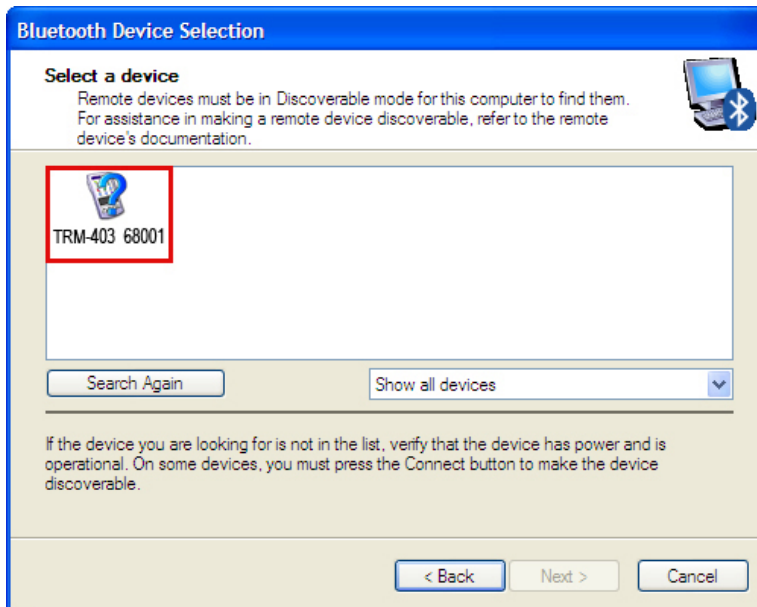 Bluetooth Device Selection
Select a device
Remote devices must be in Discoverable mode for this computer to find them.
For assistance in making a remote device discoverable, refer to the remote
device's documentation.
TRM-403 68001
Search Again
Show all devices
If the device you are looking for is not in the list, verify that the device has power and is
operational. On some devices, you must press the Connect button to make the device
discoverable.
< Back
Next >
Cancel